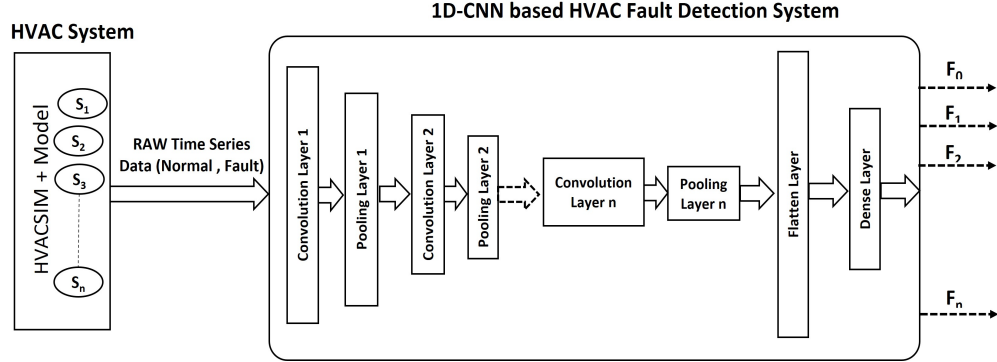 1D-CNN based HVAC Fault Detection System
HVAC System
HVACSIM + Model
S1
S2
S3
Sn
RAW Time Series
Data (Normal , Fault)
Convolution Layer 1
Pooling Layer 1
Convolution Layer 2
Pooling Layer 2
Convolution
Layer n
Pooling
Layer n
Flatten Layer
Dense Layer
F0
F1
F2
Fn